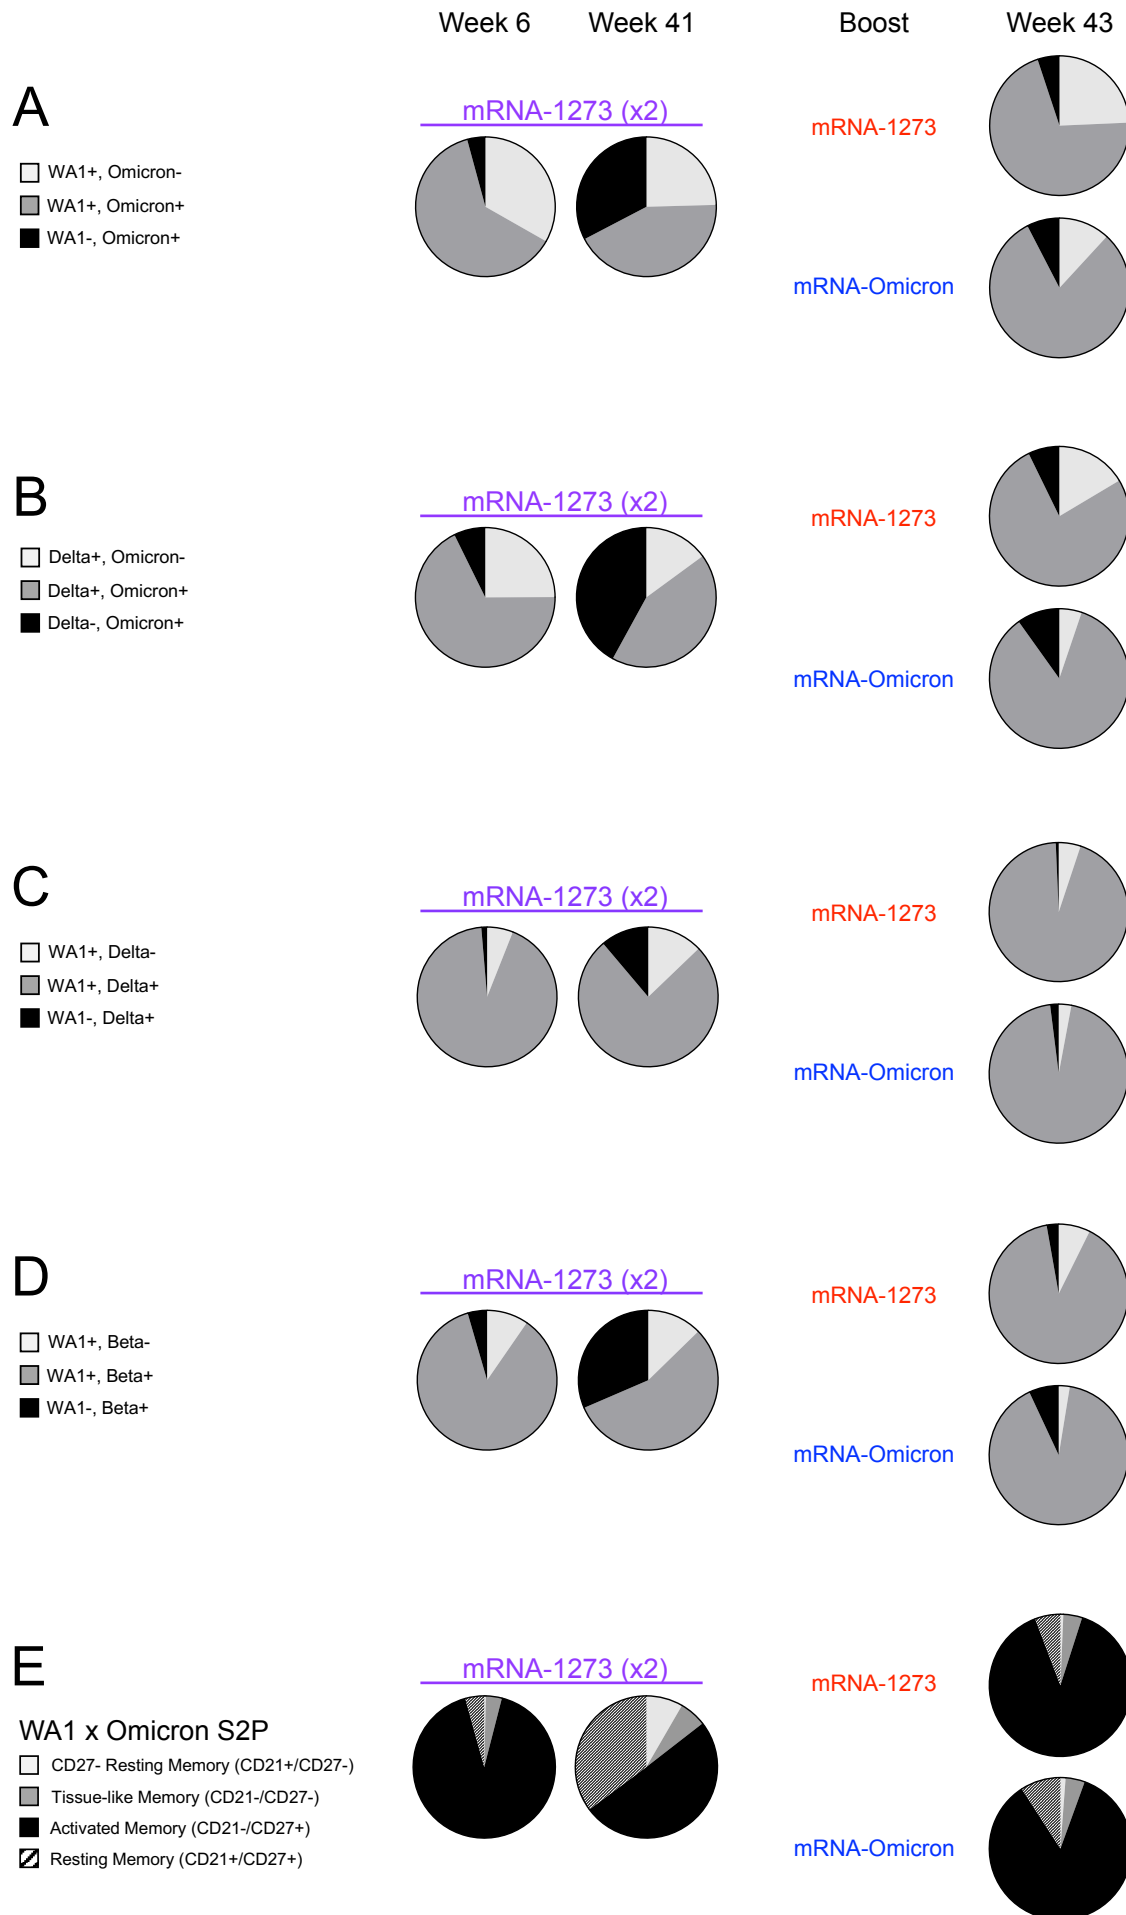 Week 6 Week 41 Boost Week 43
A
mRNA-1273 (x2)
mRNA-1273
WA1+, Omicron-
WA1+, Omicron+
WA1-, Omicron+
mRNA-Omicron
B
mRNA-1273 (x2)
mRNA-1273
Delta+, Omicron-
Delta+, Omicron+
Delta-, Omicron+
mRNA-Omicron
C
mRNA-1273 (x2)
mRNA-1273
WA1+, Delta-
WA1+, Delta+
WA1-, Delta+
mRNA-Omicron
D
mRNA-1273 (x2)
mRNA-1273
WA1+, Beta-
WA1+, Beta+
WA1-, Beta+
mRNA-Omicron
E
mRNA-1273 (x2)
mRNA-1273
WA1 x Omicron S2P
CD27- Resting Memory (CD21+/CD27-)
Tissue-like Memory (CD21-/CD27-)
Activated Memory (CD21-/CD27+)
Resting Memory (CD21+/CD27+)
mRNA-Omicron